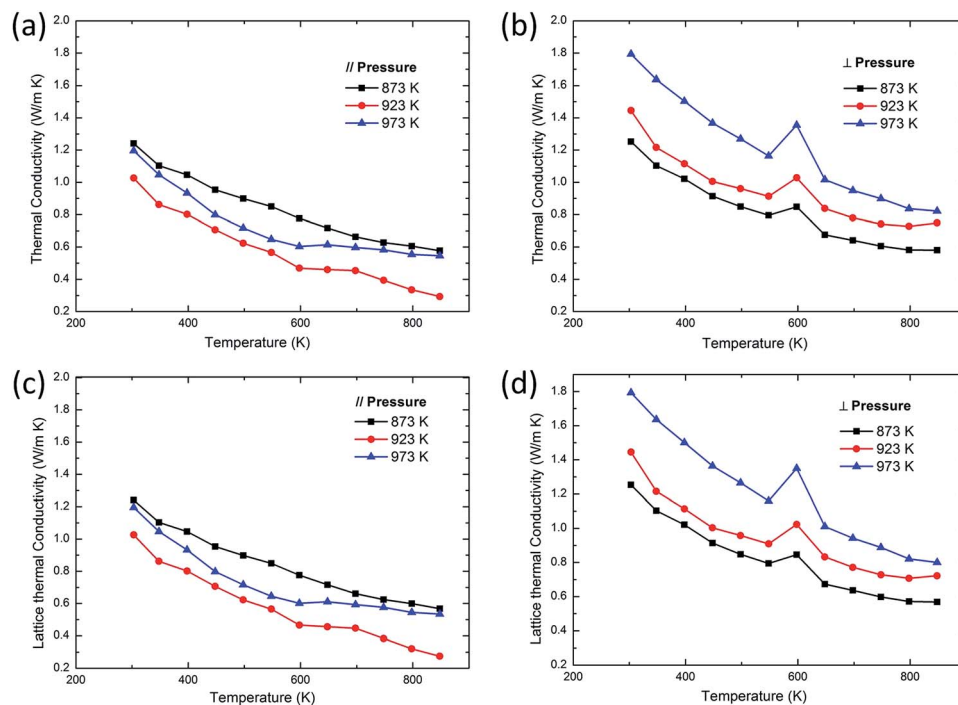 (a)
2.0
1.8
1.6
1.4
1.2
1.0
0.8
0.6
0.4
0.2
Thermal Conductivity (W/m K)
// Pressure
873 K
923 K
973 K
200
400
600
800
Temperature (K)
(b)
2.0
1.8
1.6
1.4
1.2
1.0
0.8
0.6
0.4
0.2
Thermal Conductivity (W/m K)
⊥ Pressure
873 K
923 K
973 K
200
400
600
800
Temperature (K)
(c)
2.0
1.8
1.6
1.4
1.2
1.0
0.8
0.6
0.4
0.2
Lattice thermal Conductivity (W/m K)
// Pressure
873 K
923 K
973 K
200
400
600
800
Temperature (K)
(d)
1.8
1.6
1.4
1.2
1.0
0.8
0.6
0.4
0.2
Lattice thermal Conductivity (W/m K)
⊥ Pressure
873 K
923 K
973 K
200
400
600
800
Temperature (K)